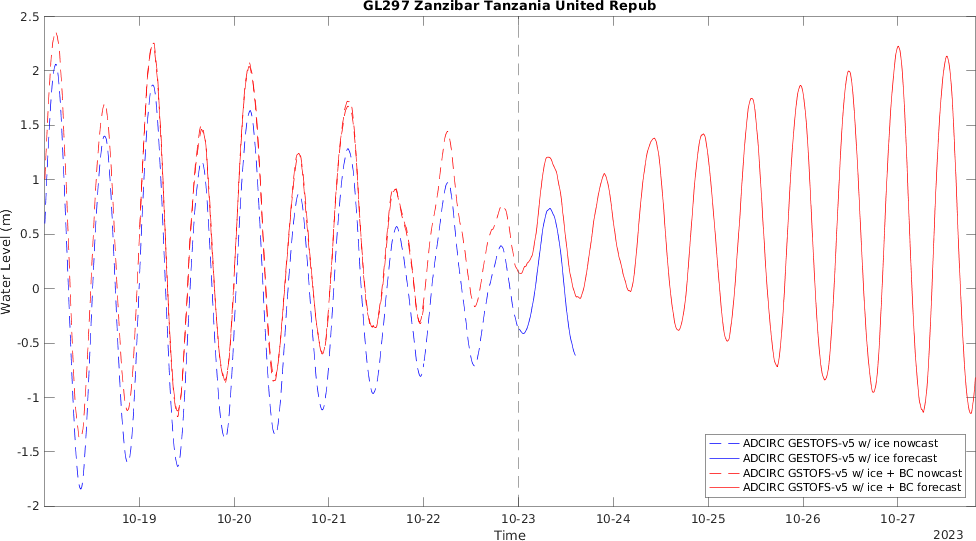 GL297 Zanzibar Tanzania United Repub
2.5
2
1.5
1
0.5
0
-0.5
-1
-1.5
-2
Water Level (m)
ADCIRC GESTOFS-v5 w/ ice nowcast
ADCIRC GESTOFS-v5 w/ ice forecast
ADCIRC GSTOFS-v5 w/ ice + BC nowcast
ADCIRC GSTOFS-v5 w/ ice + BC forecast
10-19 10-20 10-21 10-22 10-23 10-24 10-25 10-26 10-27
Time
2023